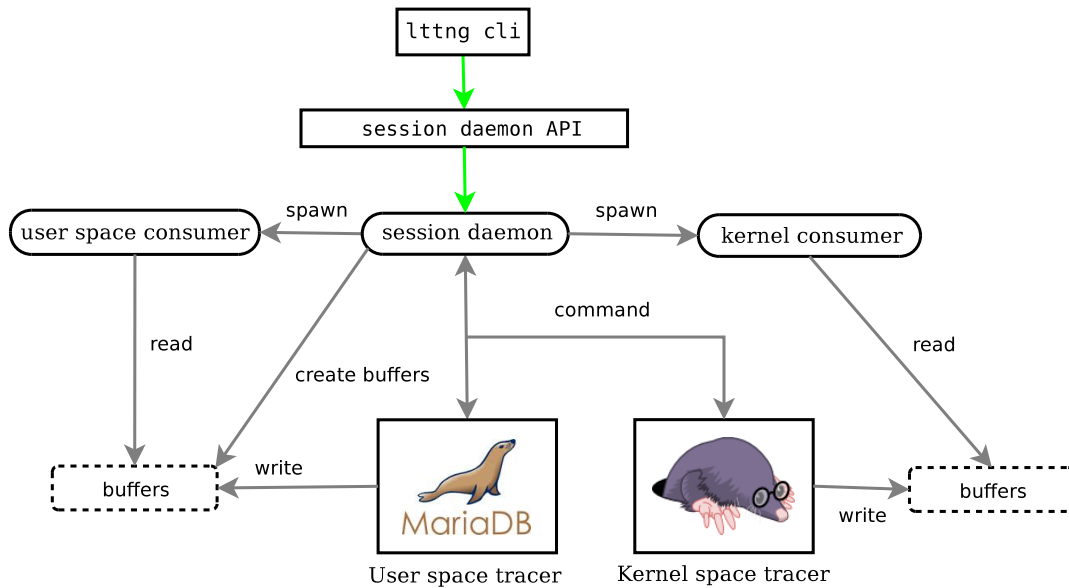 lttng cli
session daemon API
spawn
spawn
user space consumer
session daemon
kernel consumer
command
read
read
create buffers
write
buffers
buffers
MariaDB
write
User space tracer
Kernel space tracer